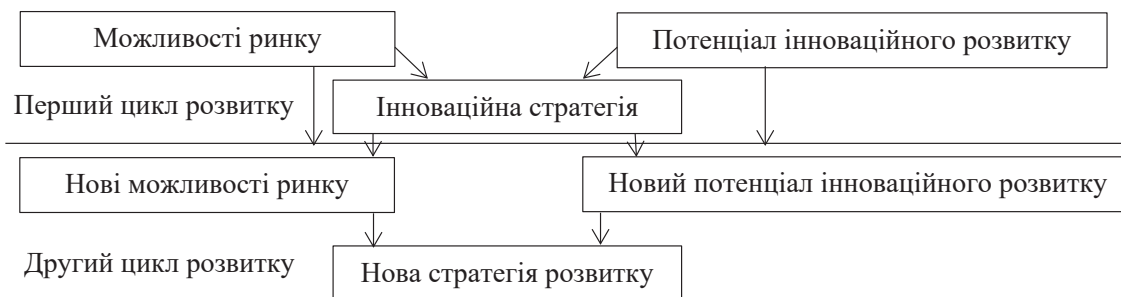 Можливості ринку
Потенціал інноваційного розвитку
Перший цикл розвитку
Інноваційна стратегія
Нові можливості ринку
Новий потенціал інноваційного розвитку
Другий цикл розвитку
Нова стратегія розвитку